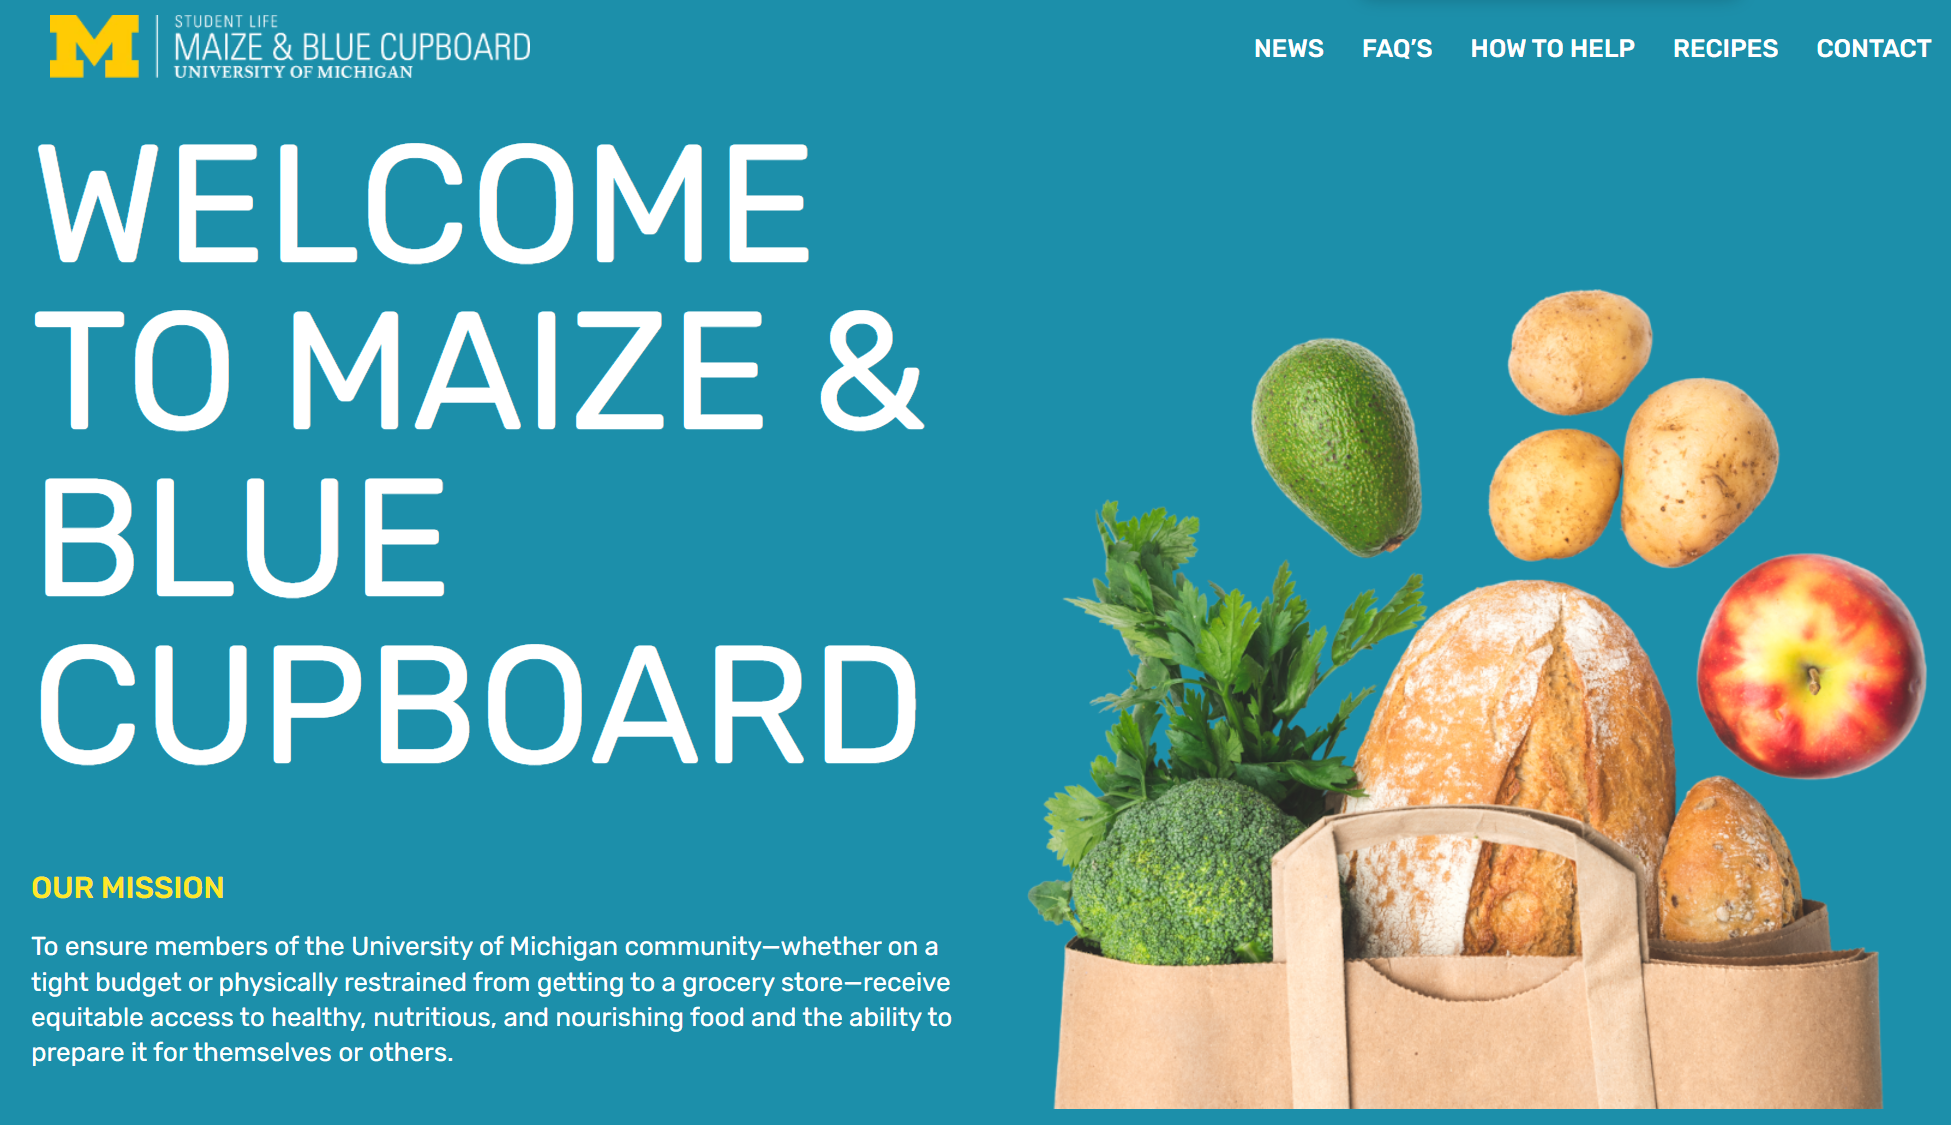 M
STUDENT LIFE
MAIZE & BLUE CUPBOARD
UNIVERSITY OF MICHIGAN
NEWS FAQ'S HOW TO HELP RECIPES CONTACT
WELCOME
TO MAIZE &
BLUE
CUPBOARD
OUR MISSION
To ensure members of the University of Michigan community—whether on a
tight budget or physically restrained from getting to a grocery store—receive
equitable access to healthy, nutritious, and nourishing food and the ability to
prepare it for themselves or others.